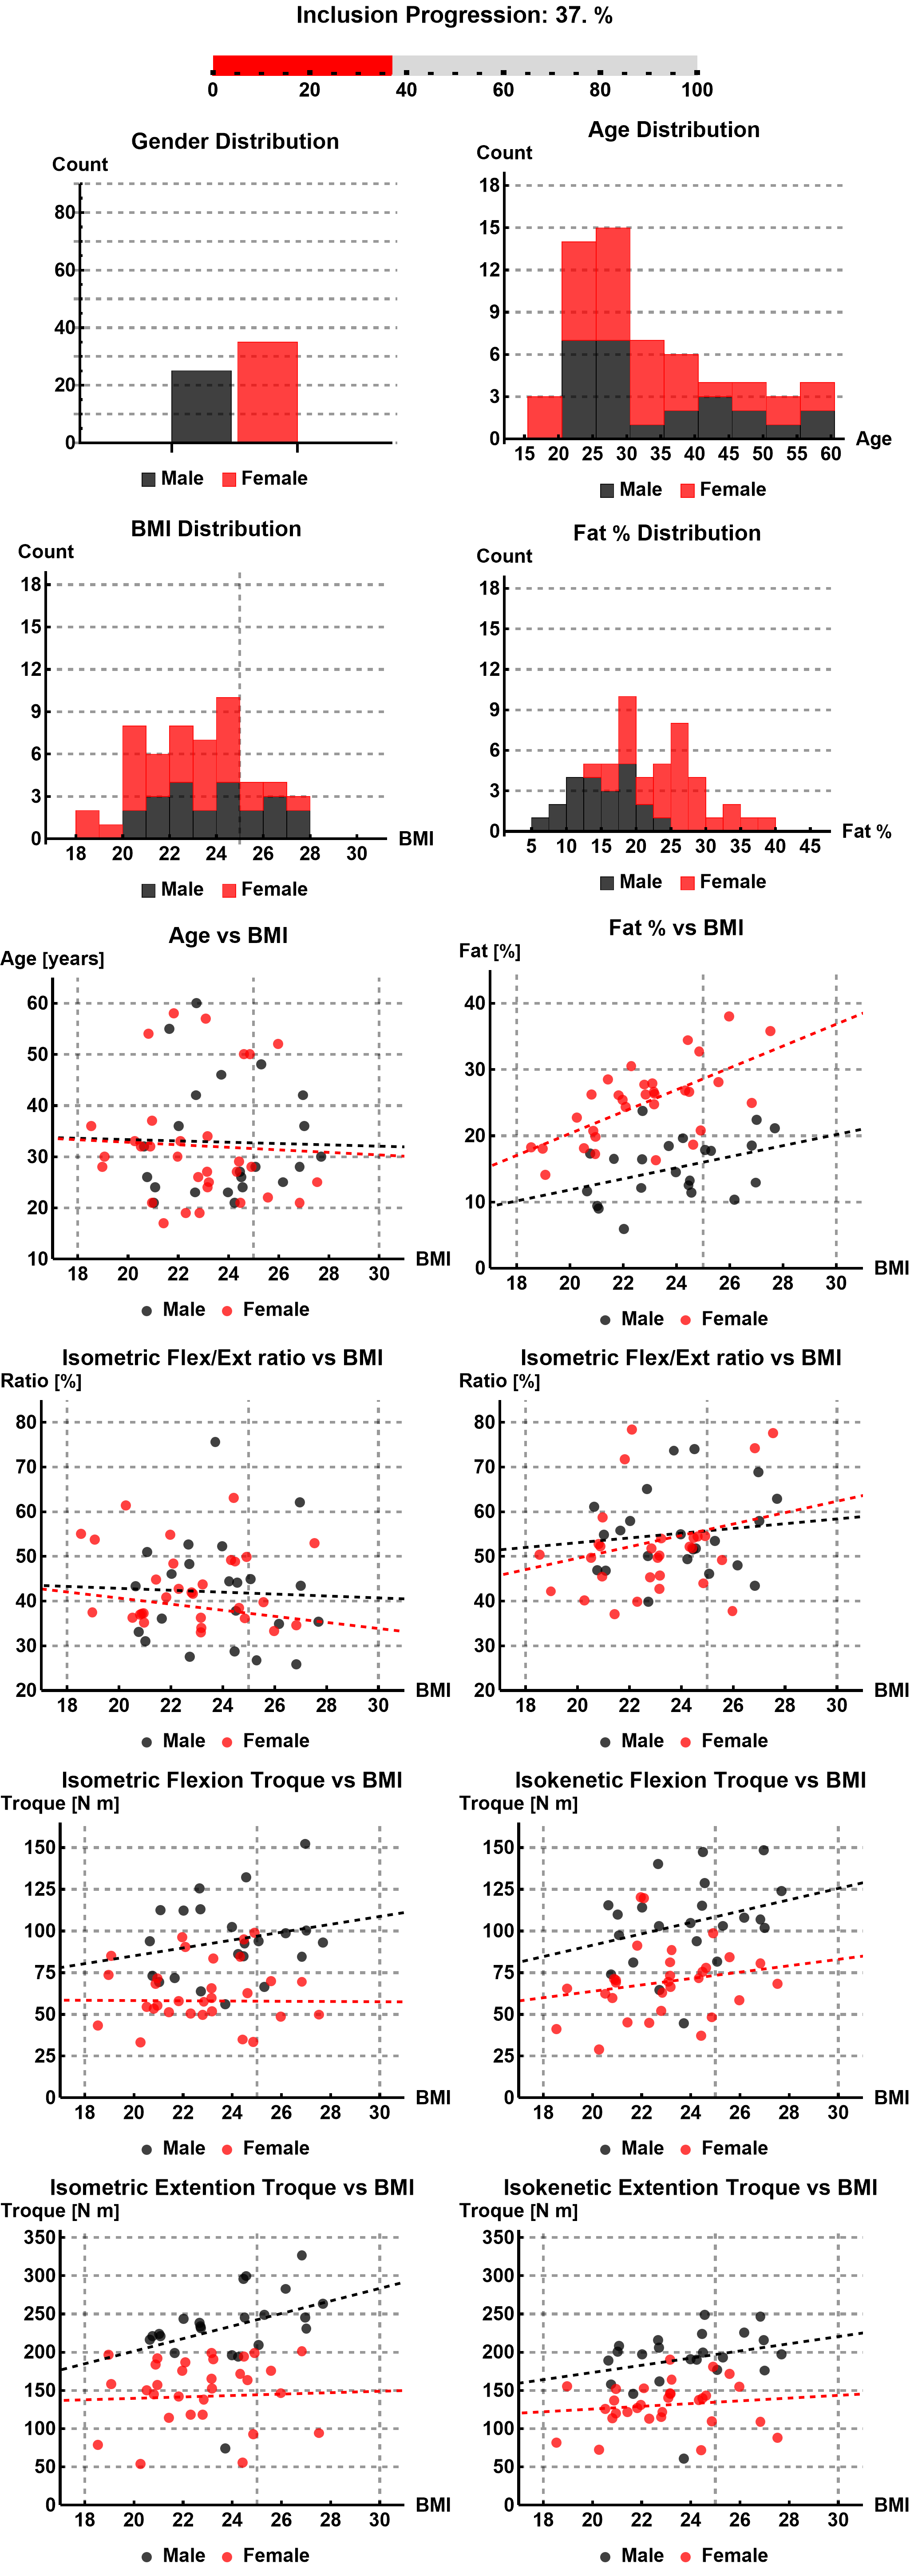 Inclusion Progression: 37. %
0 20 40 60 80 100
Gender Distribution
Count
80
60
40
20
0
Male Female
Age Distribution
Count
18
15
12
9
6
3
0
15 20 25 30 35 40 45 50 55 60 Age
Male Female
BMI Distribution
Count
18
15
12
9
6
3
0
18 20 22 24 26 28 30 BMI
Male Female
Fat % Distribution
Count
18
15
12
9
6
3
0
5 10 15 20 25 30 35 40 45 Fat %
Male Female
Age vs BMI
Age [years]
60
50
40
30
20
10
18 20 22 24 26 28 30 BMI
Male Female
Fat % vs BMI
Fat [%]
40
30
20
10
0
18 20 22 24 26 28 30 BMI
Male Female
Isometric Flex/Ext ratio vs BMI
Ratio [%]
80
70
60
50
40
30
20
18 20 22 24 26 28 30 BMI
Male Female
Isometric Flex/Ext ratio vs BMI
Ratio [%]
80
70
60
50
40
30
20
18 20 22 24 26 28 30 BMI
Male Female
Isometric Flexion Troque vs BMI
Troque [N m]
150
125
100
75
50
25
0
18 20 22 24 26 28 30 BMI
Male Female
Isokenetic Flexion Troque vs BMI
Troque [N m]
150
125
100
75
50
25
0
18 20 22 24 26 28 30 BMI
Male Female
Isometric Extention Troque vs BMI
Troque [N m]
350
300
250
200
150
100
50
0
18 20 22 24 26 28 30 BMI
Male Female
Isokenetic Extention Troque vs BMI
Troque [N m]
350
300
250
200
150
100
50
0
18 20 22 24 26 28 30 BMI
Male Female